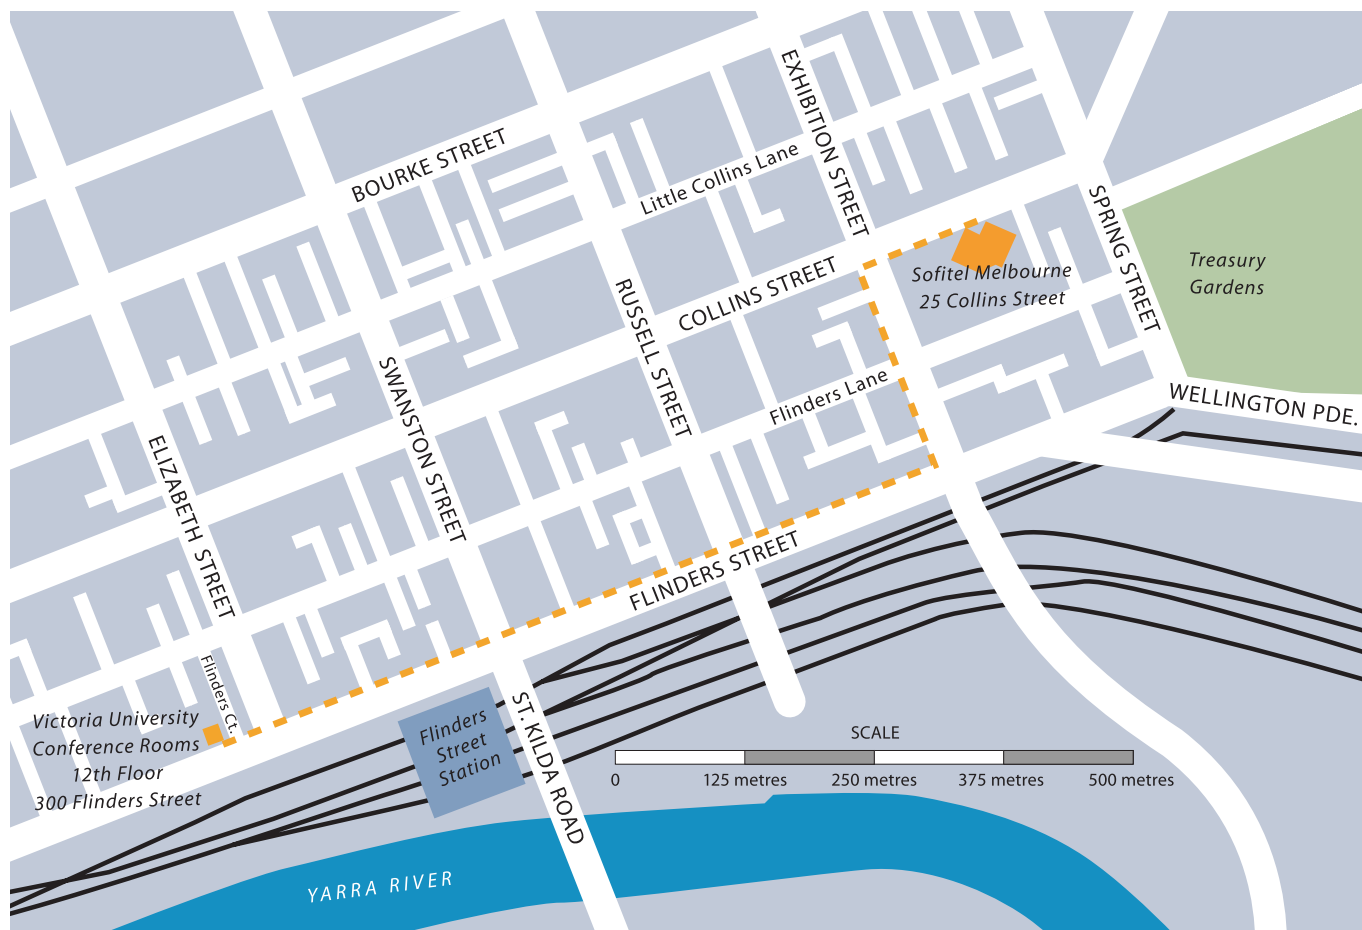 EXHIBITION STREET
BOURKE STREET
Little Collins Lane
SPRING STREET
Treasury
Gardens
COLLINS STREET
Sofitel Melbourne
25 Collins Street
RUSSELL STREET
SWANSTON STREET
Flinders Lane
WELLINGTON PDE.
ELIZABETH STREET
FLINDERS STREET
Flinders Ct.
Victoria University
Conference Rooms
12th Floor
300 Flinders Street
Flinders
Street
Station
ST. KILDA ROAD
SCALE
0 125 metres 250 metres 375 metres 500 metres
YARRA RIVER